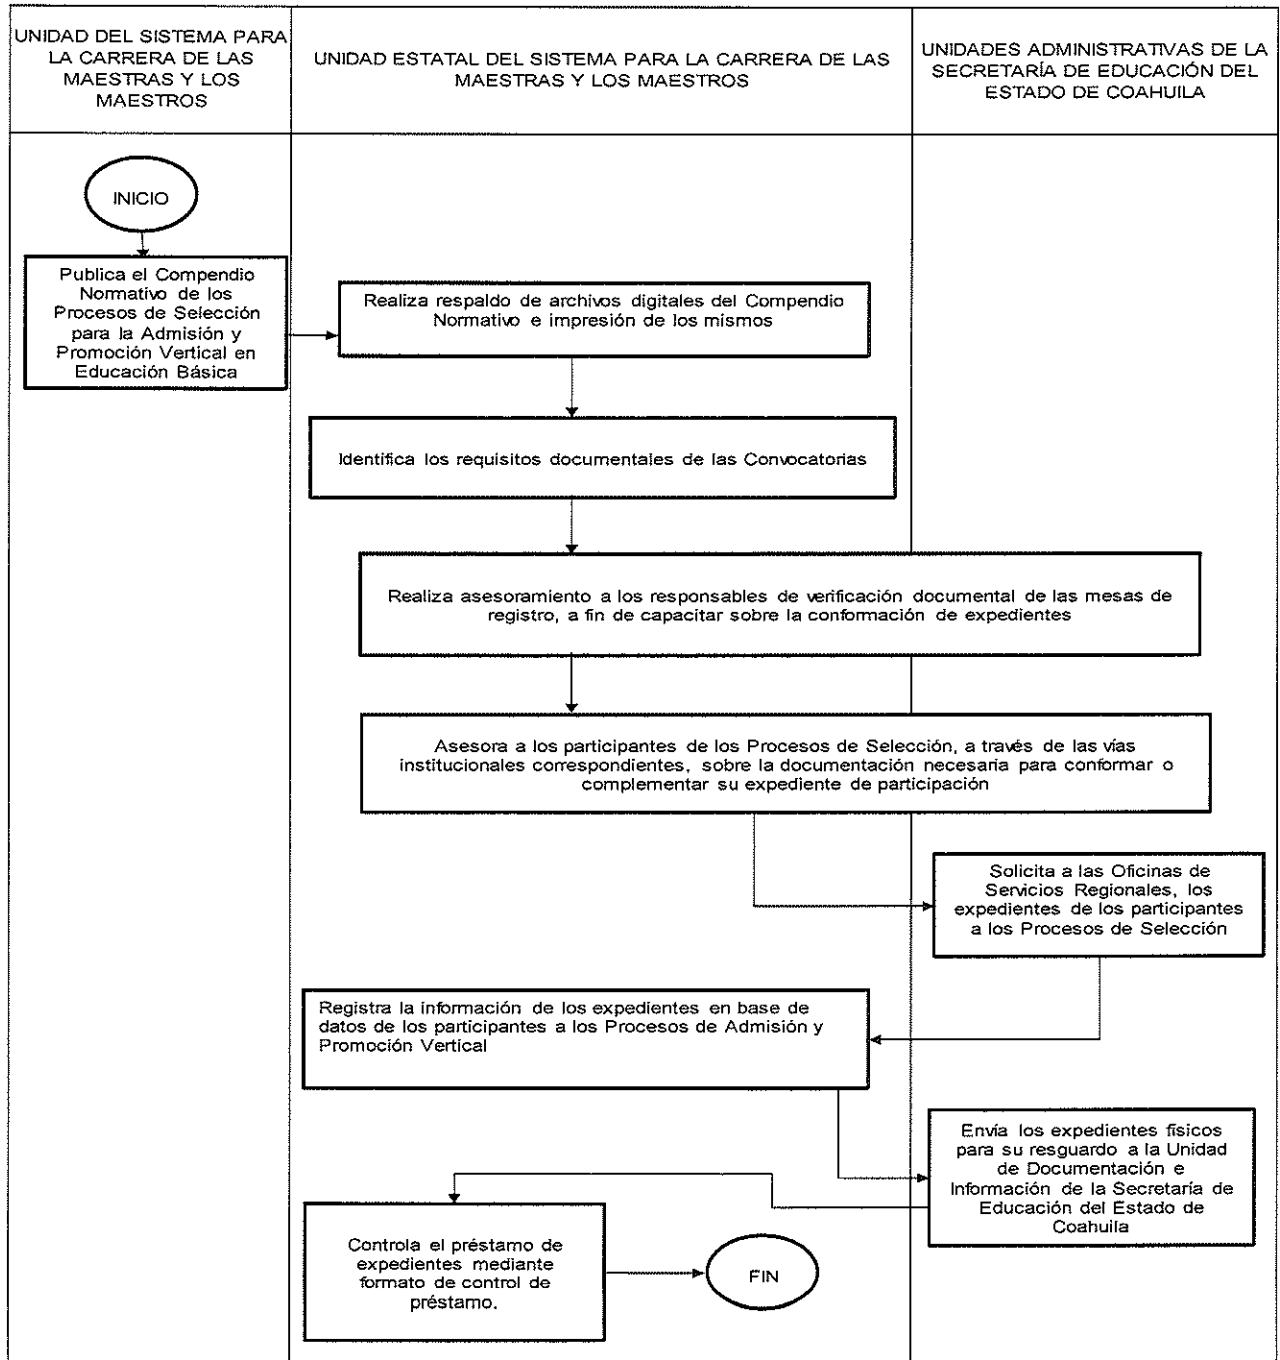 UNIDAD DEL SISTEMA PARA
LA CARRERA DE LAS
MAESTRAS Y LOS
MAESTROS
UNIDAD ESTATAL DEL SISTEMA PARA LA CARRERA DE LAS
MAESTRAS Y LOS MAESTROS
UNIDADES ADMINISTRATIVAS DE LA
SECRETARÍA DE EDUCACIÓN DEL
ESTADO DE COAHUILA
INICIO
Publica el Compendio
Normativo de los
Procesos de Selección
para la Admisión y
Promoción Vertical en
Educación Básica
Realiza respaldo de archivos digitales del Compendio
Normativo e impresión de los mismos
Identifica los requisitos documentales de las Convocatorias
Realiza asesoramiento a los responsables de verificación documental de las mesas de
registro, a fin de capacitar sobre la conformación de expedientes
Asesora a los participantes de los Procesos de Selección, a través de las vías
institucionales correspondientes, sobre la documentación necesaria para conformar o
complementar su expediente de participación
Solicita a las Oficinas de
Servicios Regionales, los
expedientes de los participantes
a los Procesos de Selección
Registra la información de los expedientes en base de
datos de los participantes a los Procesos de Admisión y
Promoción Vertical
Envía los expedientes físicos
para su resguardo a la Unidad
de Documentación e
Información de la Secretaría de
Educación del Estado de
Coahuila
Controla el préstamo de
expedientes mediante
formato de control de
préstamo.
FIN